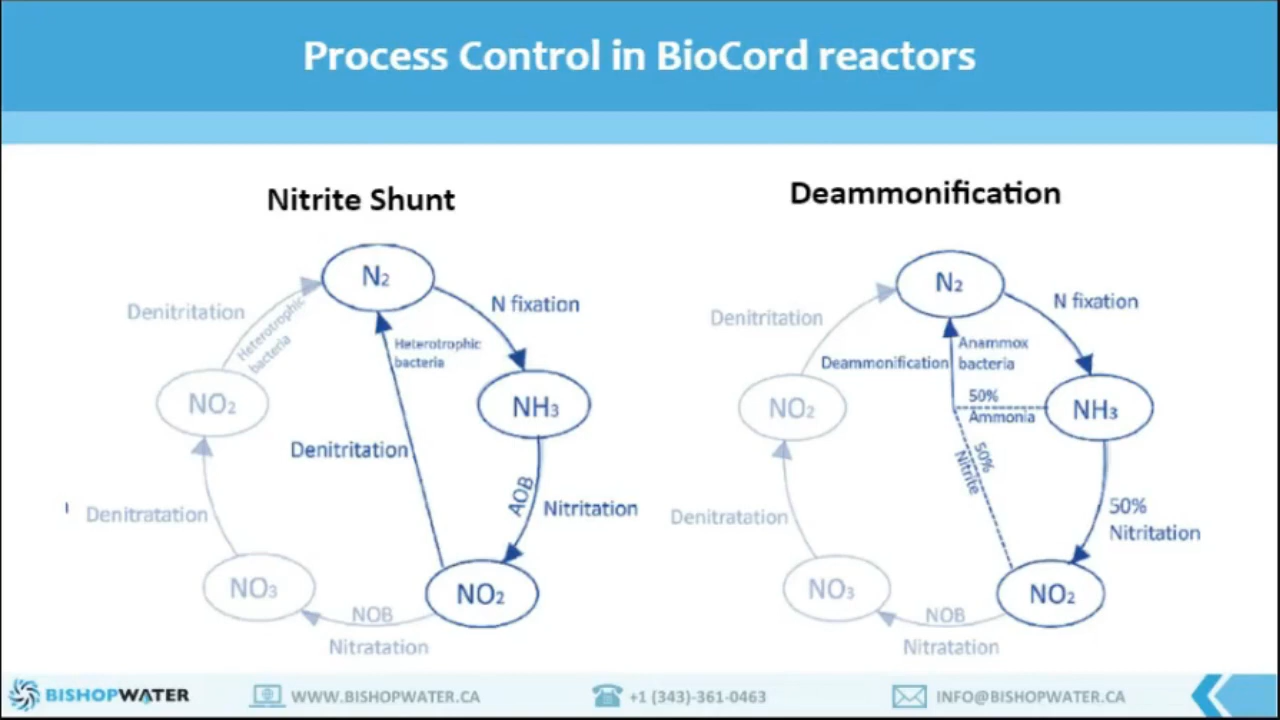 Process Control in BioCord reactors
Nitrite Shunt
N2
N fixation
Denitritation
Heterotrophic
bacteria
Heterotrophic
bacteria
NO2
NH3
Denitritation
AOB
Nitritation
Denitratation
NO3
NO2
NOB
Nitratation
Deammonification
N2
N fixation
Denitritation
Deammonification
Anammox
bacteria
NO2
50%
Ammonia
NH3
50%
Nitrite
50%
Nitritation
Denitratation
NO3
NO2
NOB
Nitratation
BISHOPWATER
WWW.BISHOPWATER.CA
+1 (343)-361-0463
INFO@BISHOPWATER.CA